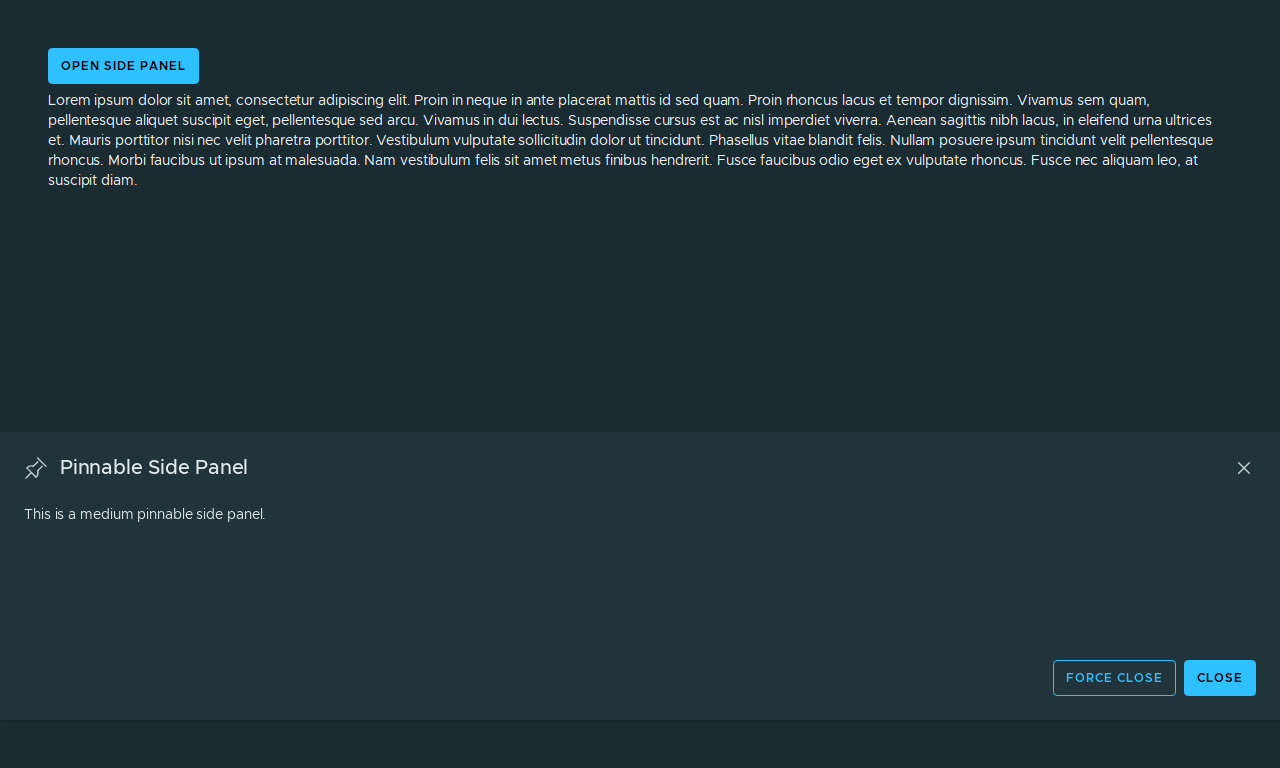 OPEN SIDE PANEL
Lorem ipsum dolor sit amet, consectetur adipiscing elit. Proin in neque in ante placerat mattis id sed quam. Proin rhoncus lacus et tempor dignissim. Vivamus sem quam,
pellentesque aliquet suscipit eget, pellentesque sed arcu. Vivamus in dui lectus. Suspendisse cursus est ac nisl imperdiet viverra. Aenean sagittis nibh lacus, in eleifend urna ultrices
et. Mauris porttitor nisi nec velit pharetra porttitor. Vestibulum vulputate sollicitudin dolor ut tincidunt. Phasellus vitae blandit felis. Nullam posuere ipsum tincidunt velit pellentesque
rhoncus. Morbi faucibus ut ipsum at malesuada. Nam vestibulum felis sit amet metus finibus hendrerit. Fusce faucibus odio eget ex vulputate rhoncus. Fusce nec aliquam leo, at
suscipit diam.
Pinnable Side Panel
This is a medium pinnable side panel.
FORCE CLOSE
CLOSE